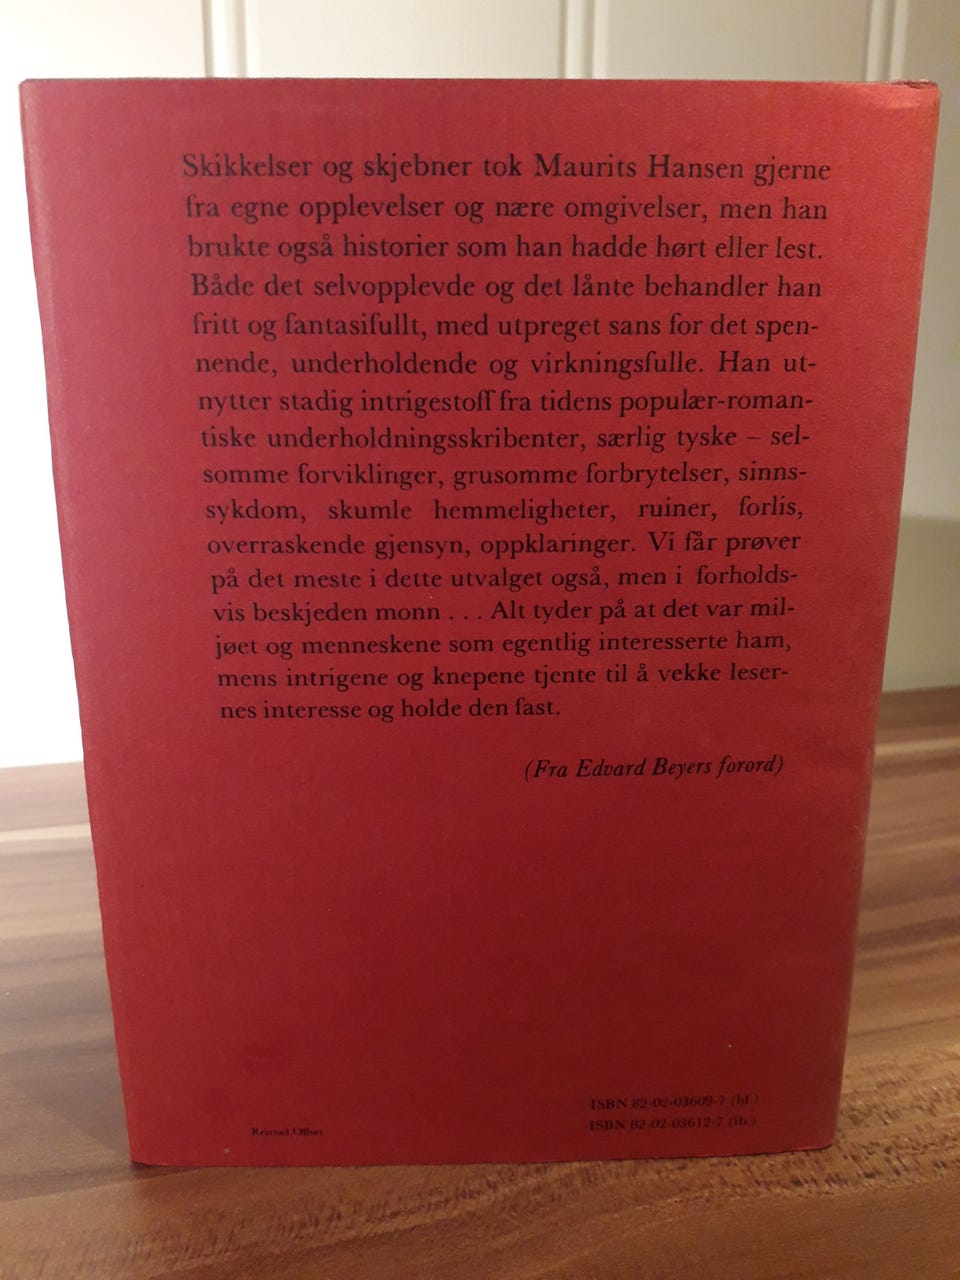 Skikkelser og skjebner tok Maurits Hansen gjerne
fra egne opplevelser og nære omgivelser, men han
brukte også historier som han hadde hørt eller lest.
Både det selvopplevde og det lånte behandler han
fritt og fantasifullt, med utpreget sans for det spen-
nende, underholdende og virkningsfulle. Han ut-
nytter stadig intrigestoff fra tidens populær-roman-
tiske underholdningsskribenter, særlig tyske – sel-
somme forviklinger, grusomme forbrytelser, sinns-
sykdom, skumle hemmeligheter, ruiner, forlis,
overraskende gjensyn, oppklaringer. Vi får prøver
på det meste i dette utvalget også, men i forholds-
vis beskjeden monn . . . Alt tyder på at det var mil-
jøet og menneskene som egentlig interesserte ham,
mens intrigene og knepene tjente til å vekke leser-
nes interesse og holde den fast.
(Fra Edvard Beyers forord)
ISBN 82-02-03609-7 (hf.)
ISBN 82-02-03612-7 (ib.)
Reistad Offset